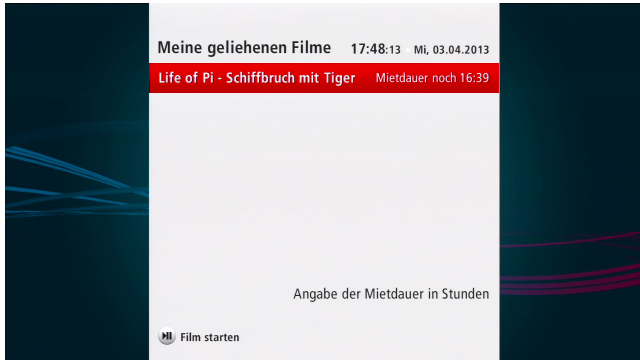 Meine geliehenen Filme 17:48:13 Mi, 03.04.2013
Life of Pi - Schiffbruch mit Tiger Mietdauer noch 16:39
Angabe der Mietdauer in Stunden
Film starten